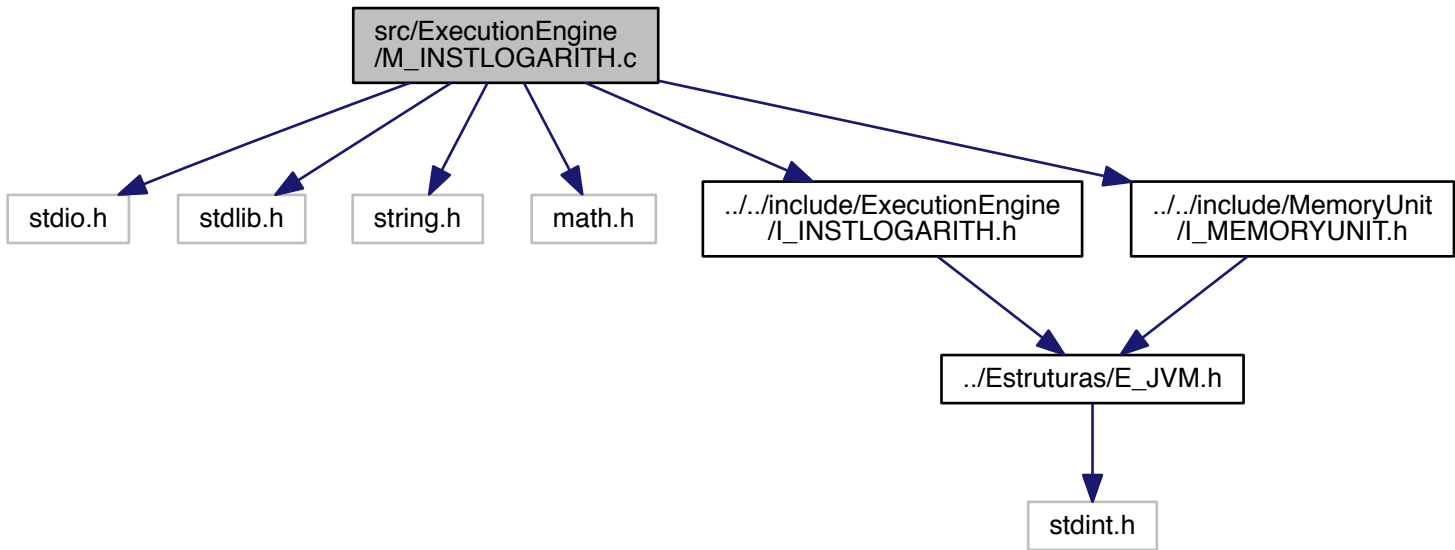 src/ExecutionEngine
/M_INSTLOGARITH.c
stdio.h
stdlib.h
string.h
math.h
../../include/ExecutionEngine
/I_INSTLOGARITH.h
../../include/MemoryUnit
/I_MEMORYUNIT.h
../Estruturas/E_JVM.h
stdint.h